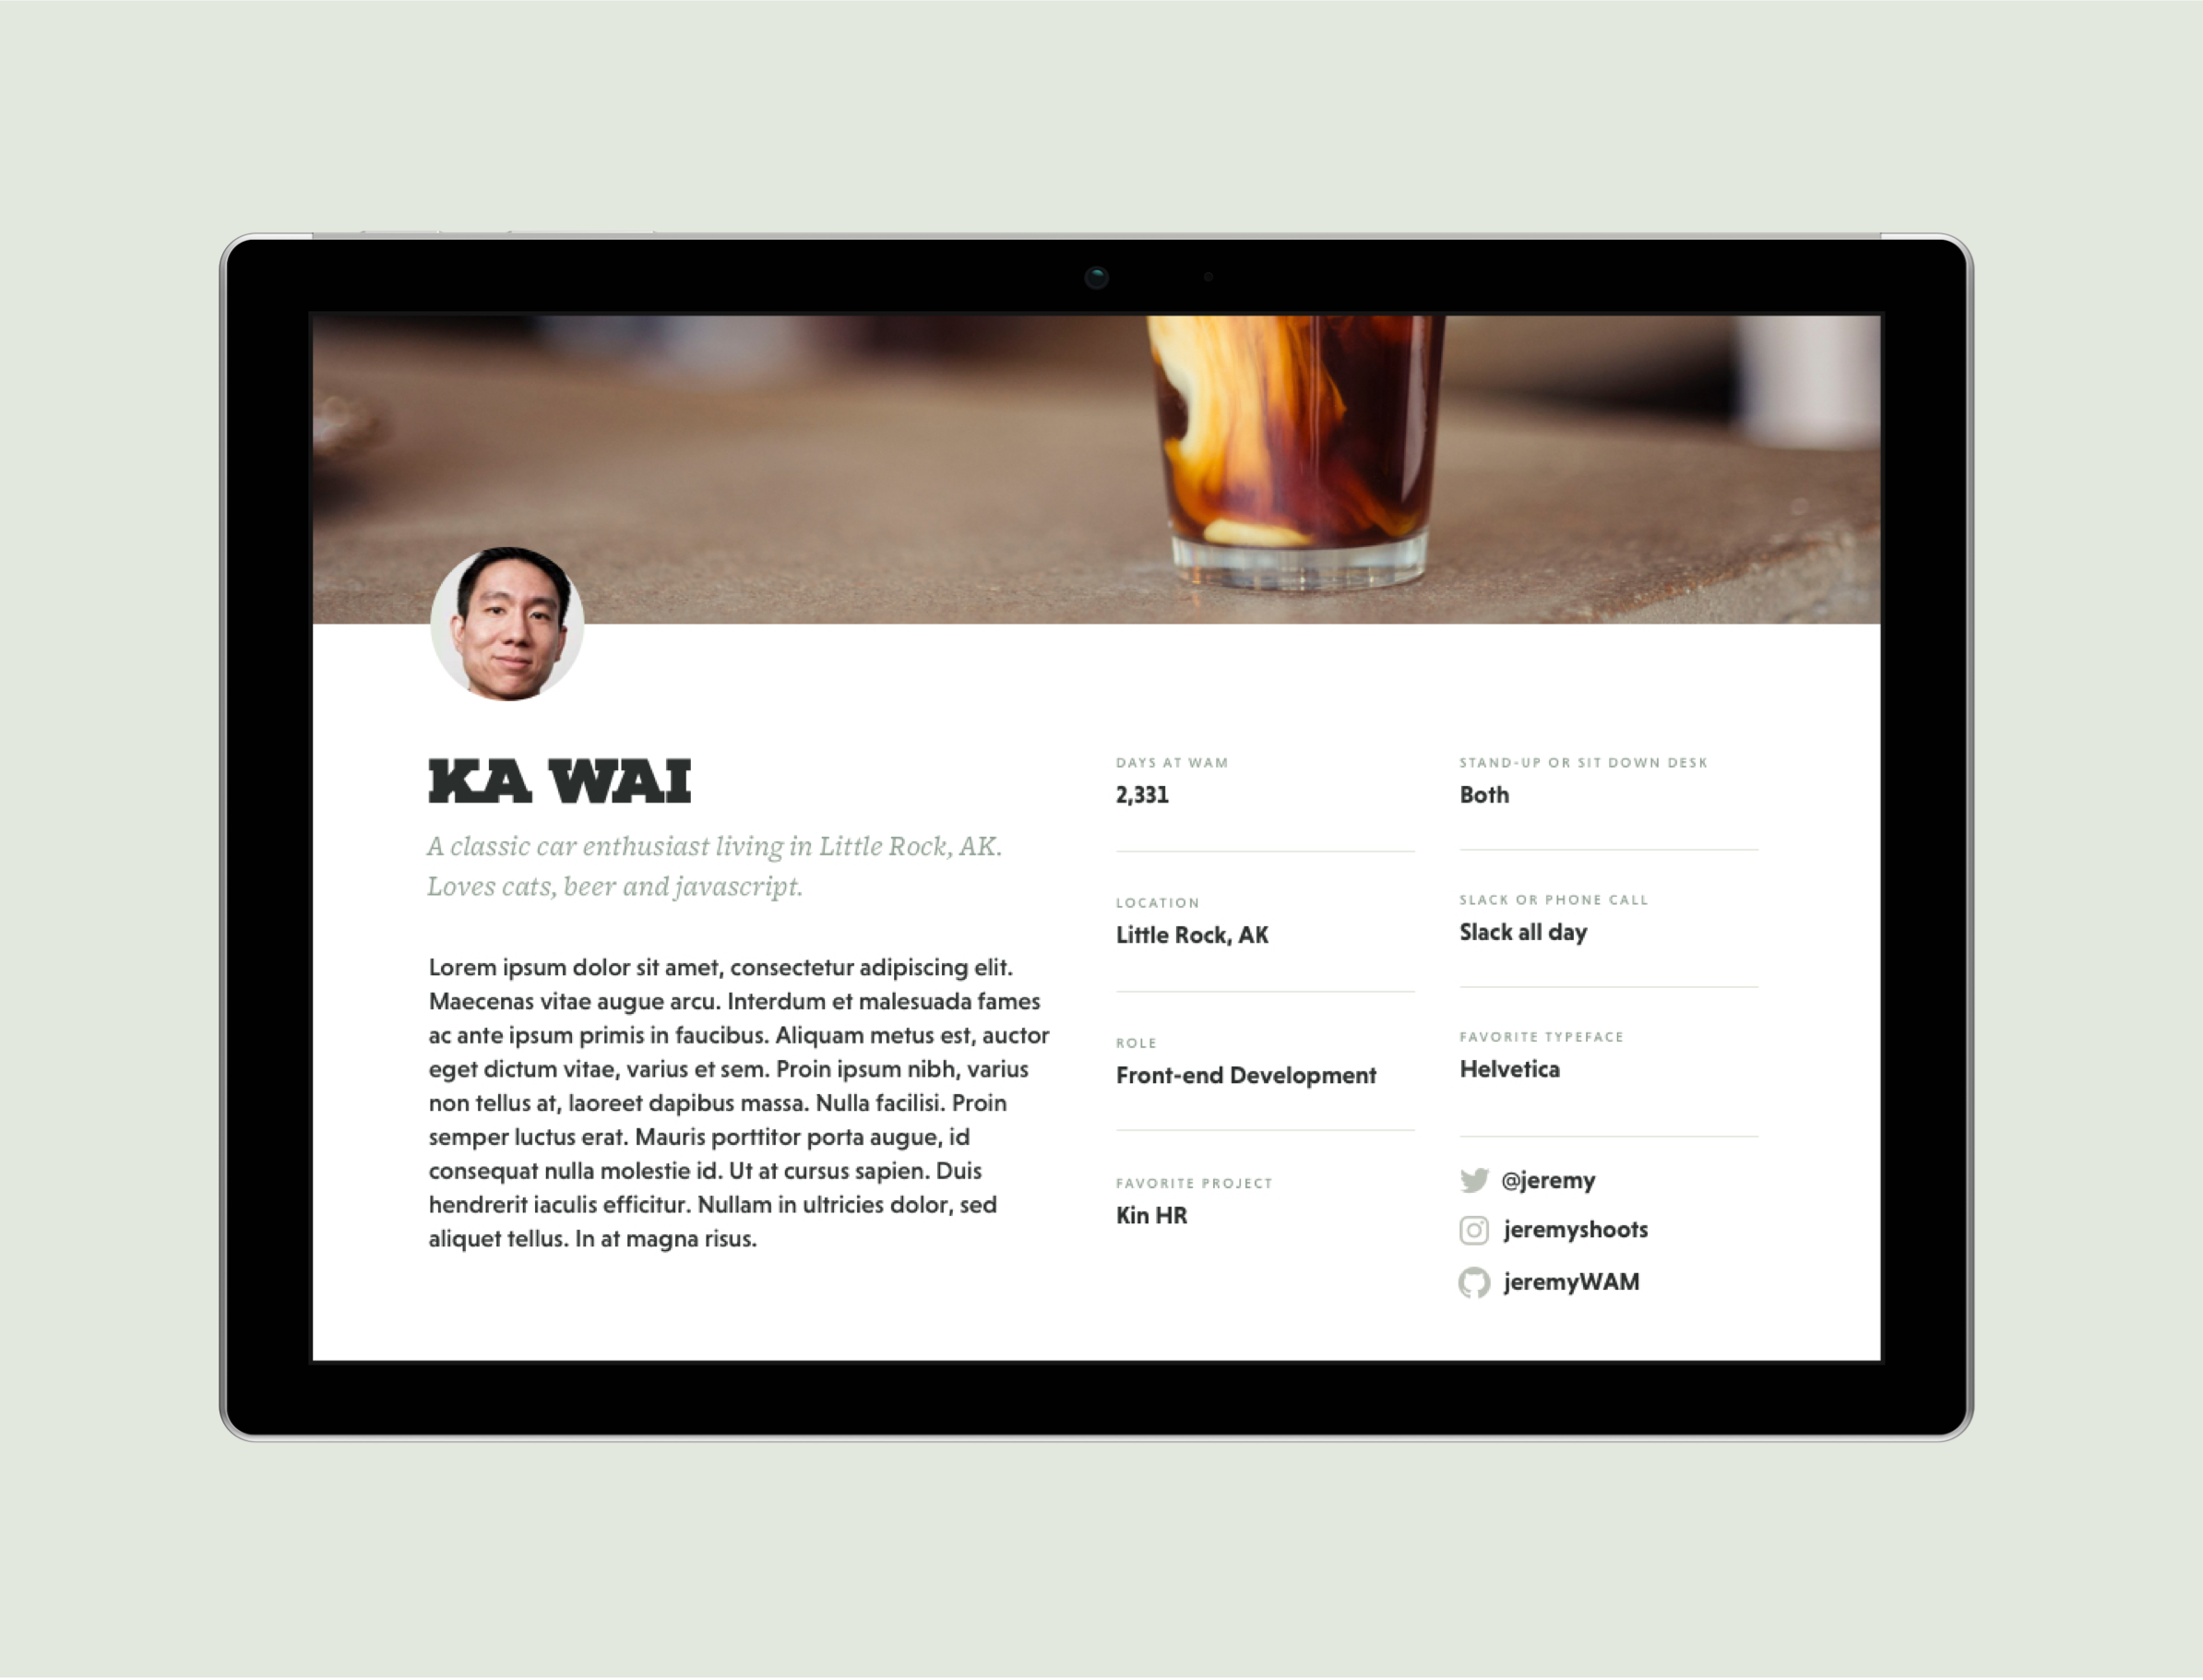 KA WAI
A classic car enthusiast living in Little Rock, AK.
Loves cats, beer and javascript.
Lorem ipsum dolor sit amet, consectetur adipiscing elit.
Maecenas vitae augue arcu. Interdum et malesuada fames
ac ante ipsum primis in faucibus. Aliquam metus est, auctor
eget dictum vitae, varius et sem. Proin ipsum nibh, varius
non tellus at, laoreet dapibus massa. Nulla facilisi. Proin
semper luctus erat. Mauris porttitor porta augue, id
consequat nulla molestie id. Ut at cursus sapien. Duis
hendrerit iaculis efficitur. Nullam in ultricies dolor, sed
aliquet tellus. In at magna risus.
DAYS AT WAM
2,331
LOCATION
Little Rock, AK
ROLE
Front-end Development
FAVORITE PROJECT
Kin HR
STAND-UP OR SIT DOWN DESK
Both
SLACK OR PHONE CALL
Slack all day
FAVORITE TYPEFACE
Helvetica
@jeremy
jeremyshoots
jeremyWAM